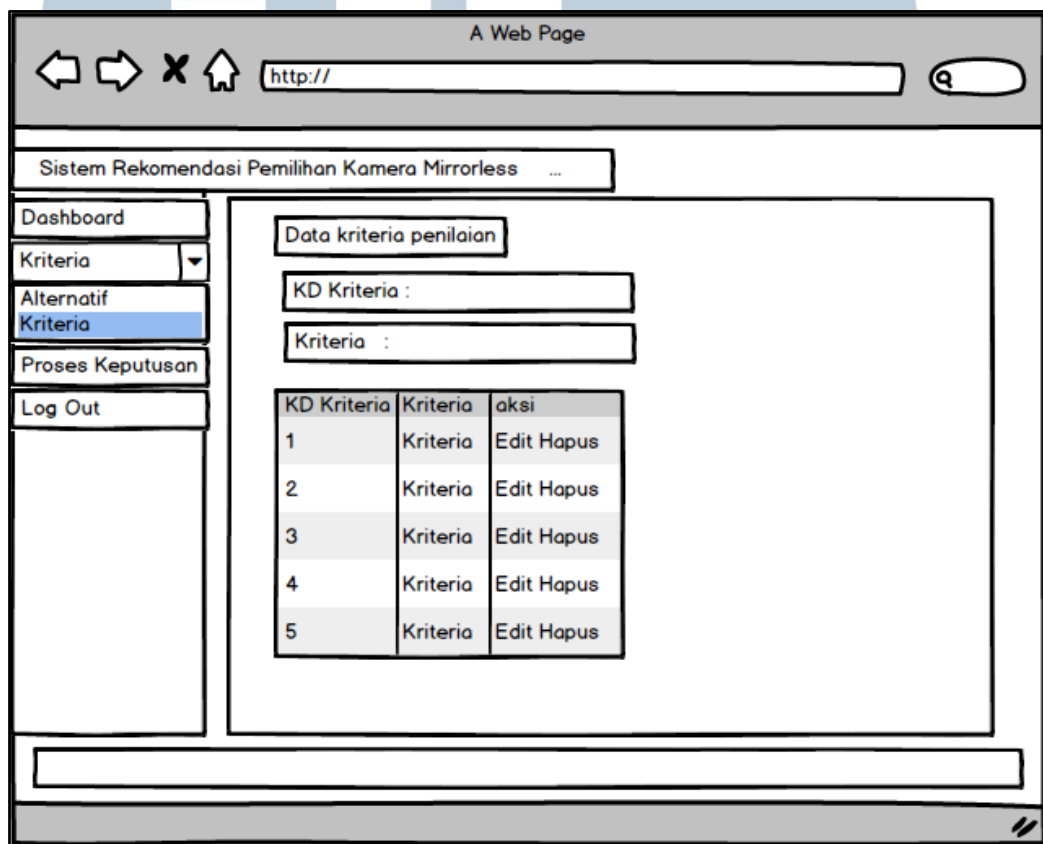 A Web Page
http://
Sistem Rekomendasi Pemilihan Kamera Mirrorless ...
Dashboard
Kriteria
Alternatif
Kriteria
Proses Keputusan
Log Out
Data kriteria penilaian
KD Kriteria :
Kriteria :
KD Kriteria Kriteria aksi
1 Kriteria Edit Hapus
2 Kriteria Edit Hapus
3 Kriteria Edit Hapus
4 Kriteria Edit Hapus
5 Kriteria Edit Hapus